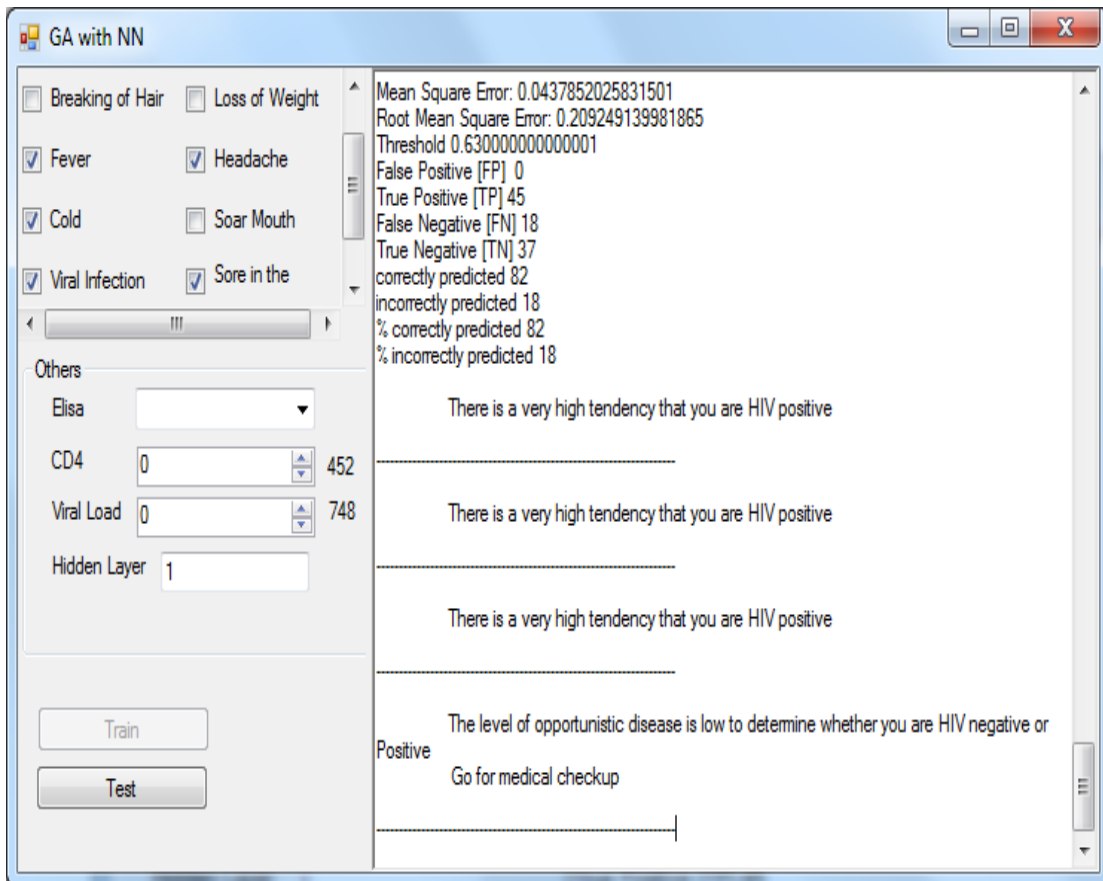 GA with NN
Breaking of Hair Loss of Weight
Fever Headache
Cold Soar Mouth
Viral Infection Sore in the
Others
Elisa
CD4 0 452
Viral Load 0 748
Hidden Layer 1
Train
Test
Mean Square Error: 0.0437852025831501
Root Mean Square Error: 0.209249139981865
Threshold 0.630000000000001
False Positive [FP] 0
True Positive [TP] 45
False Negative [FN] 18
True Negative [TN] 37
correctly predicted 82
incorrectly predicted 18
% correctly predicted 82
% incorrectly predicted 18
There is a very high tendency that you are HIV positive
There is a very high tendency that you are HIV positive
There is a very high tendency that you are HIV positive
The level of opportunistic disease is low to determine whether you are HIV negative or
Positive
Go for medical checkup